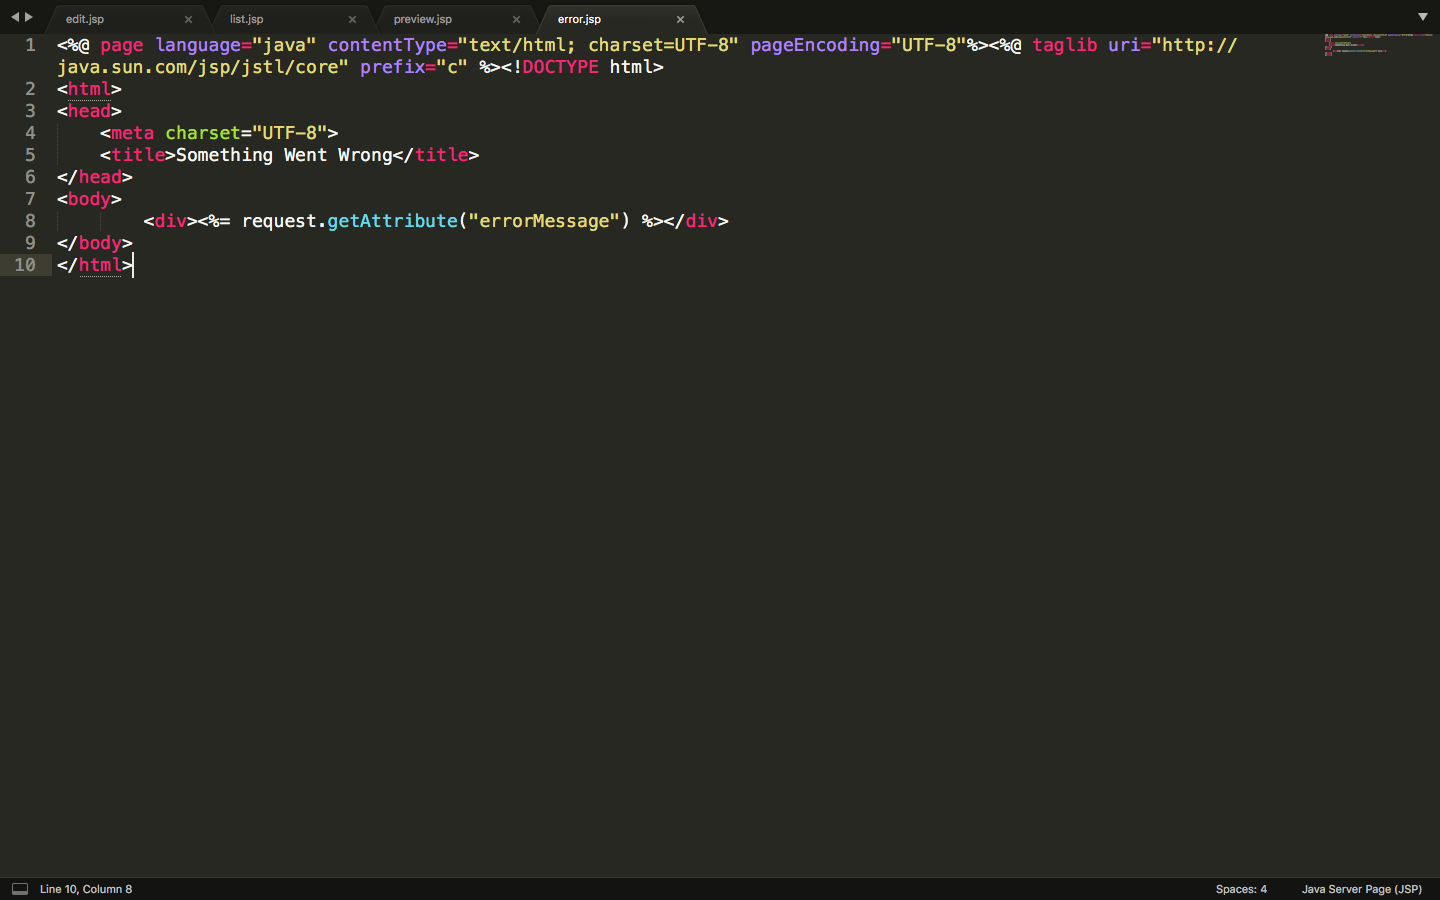 edit.jsp × list.jsp × preview.jsp × error.jsp ×
1 <%@ page language="java" contentType="text/html; charset=UTF-8" pageEncoding="UTF-8"%><%@ taglib uri="http://
java.sun.com/jsp/jstl/core" prefix="c" %><!DOCTYPE html>
2 <html>
3 <head>
4     <meta charset="UTF-8">
5     <title>Something Went Wrong</title>
6 </head>
7 <body>
8         <div><%= request.getAttribute("errorMessage") %></div>
9 </body>
10 </html>
Line 10, Column 8 Spaces: 4 Java Server Page (JSP)